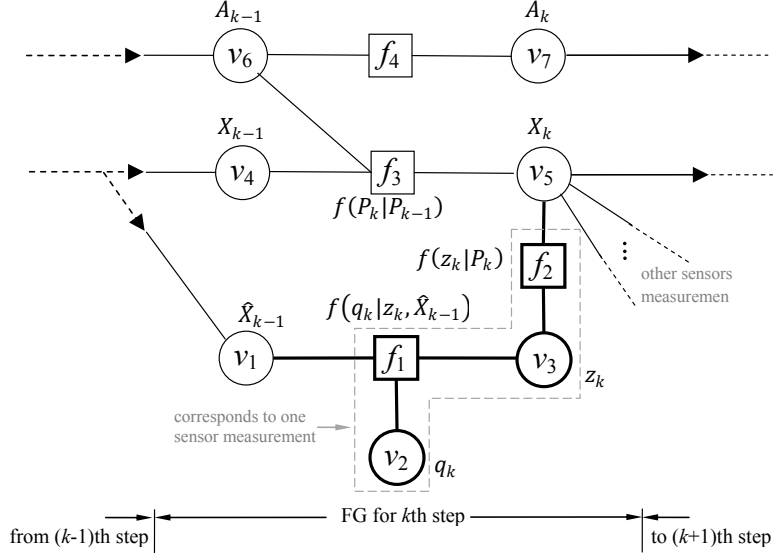 A_{k-1}
A_k
v_6
f_4
v_7
X_{k-1}
X_k
v_4
f_3
v_5
f(P_k|P_{k-1})
f(z_k|P_k)
f_2
⋮
other sensors
measuremen
X̂_{k-1}
f(q_k|z_k, X̂_{k-1})
v_1
f_1
v_3
z_k
corresponds to one
sensor measurement
v_2
q_k
from (k-1)th step
FG for kth step
to (k+1)th step